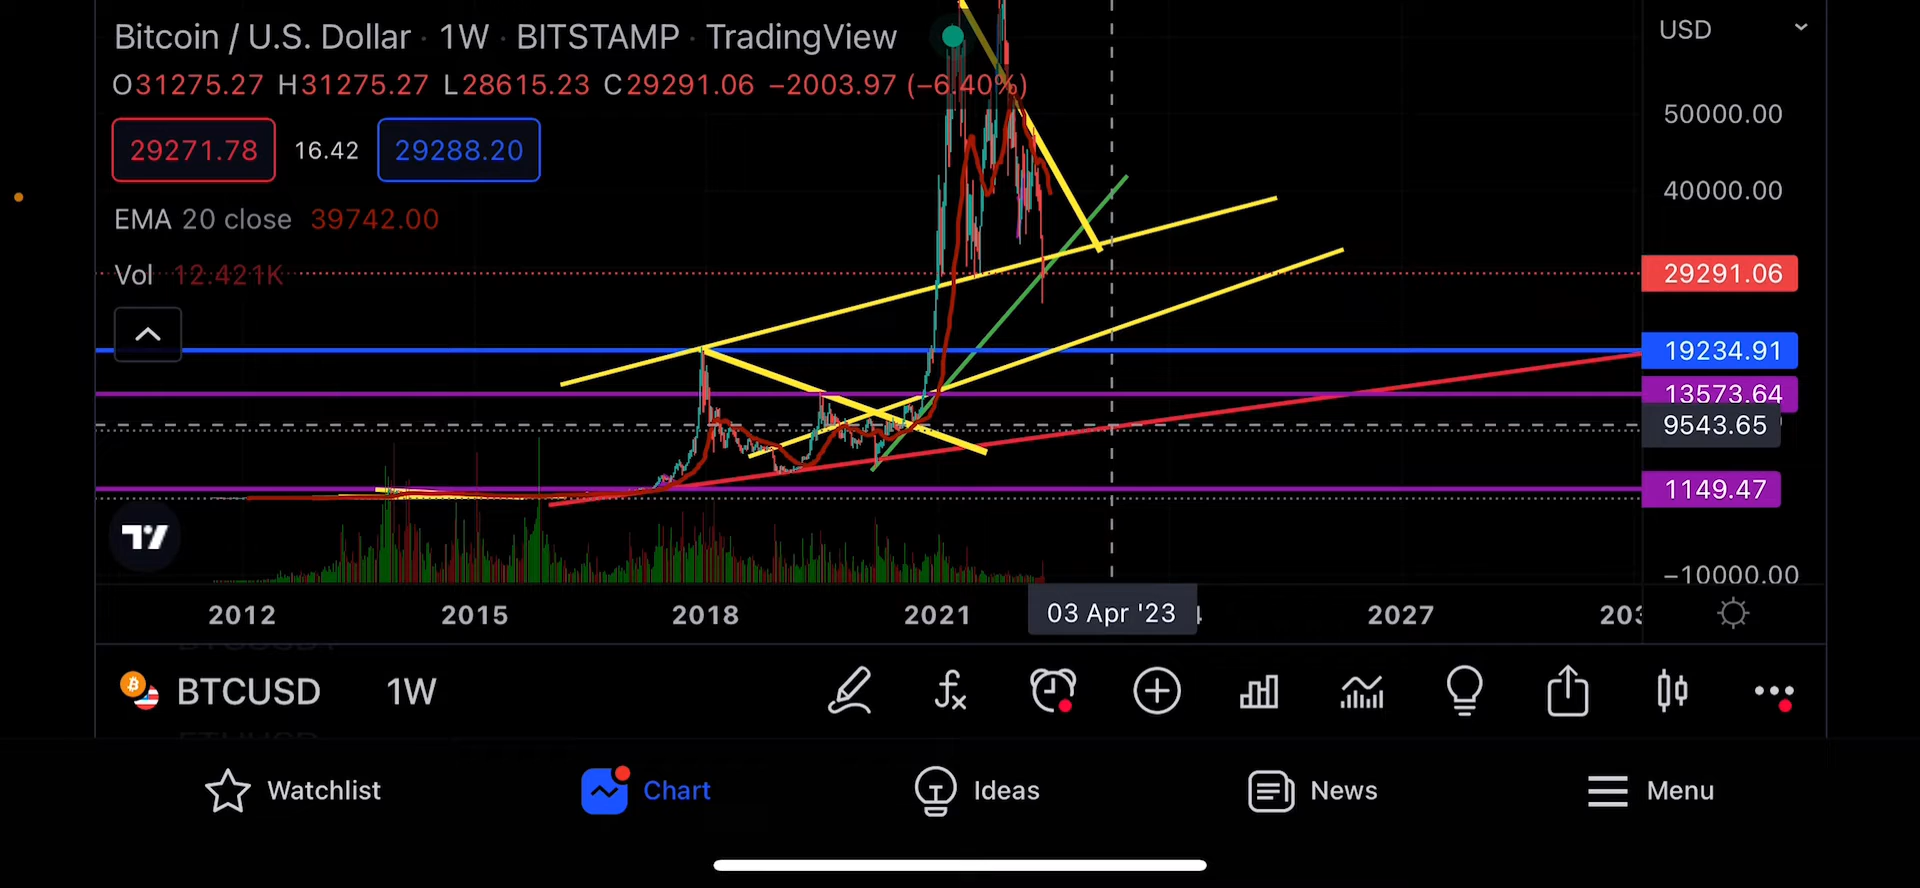 Bitcoin / U.S. Dollar · 1W · BITSTAMP · TradingView
USD
O31275.27 H31275.27 L28615.23 C29291.06 −2003.97 (−6.40%)
50000.00
29271.78 16.42 29288.20
40000.00
EMA 20 close 39742.00
Vol 12.421K
29291.06
19234.91
13573.64
9543.65
1149.47
−10000.00
2012 2015 2018 2021 03 Apr '23 2027
BTCUSD 1W
Watchlist Chart Ideas News Menu